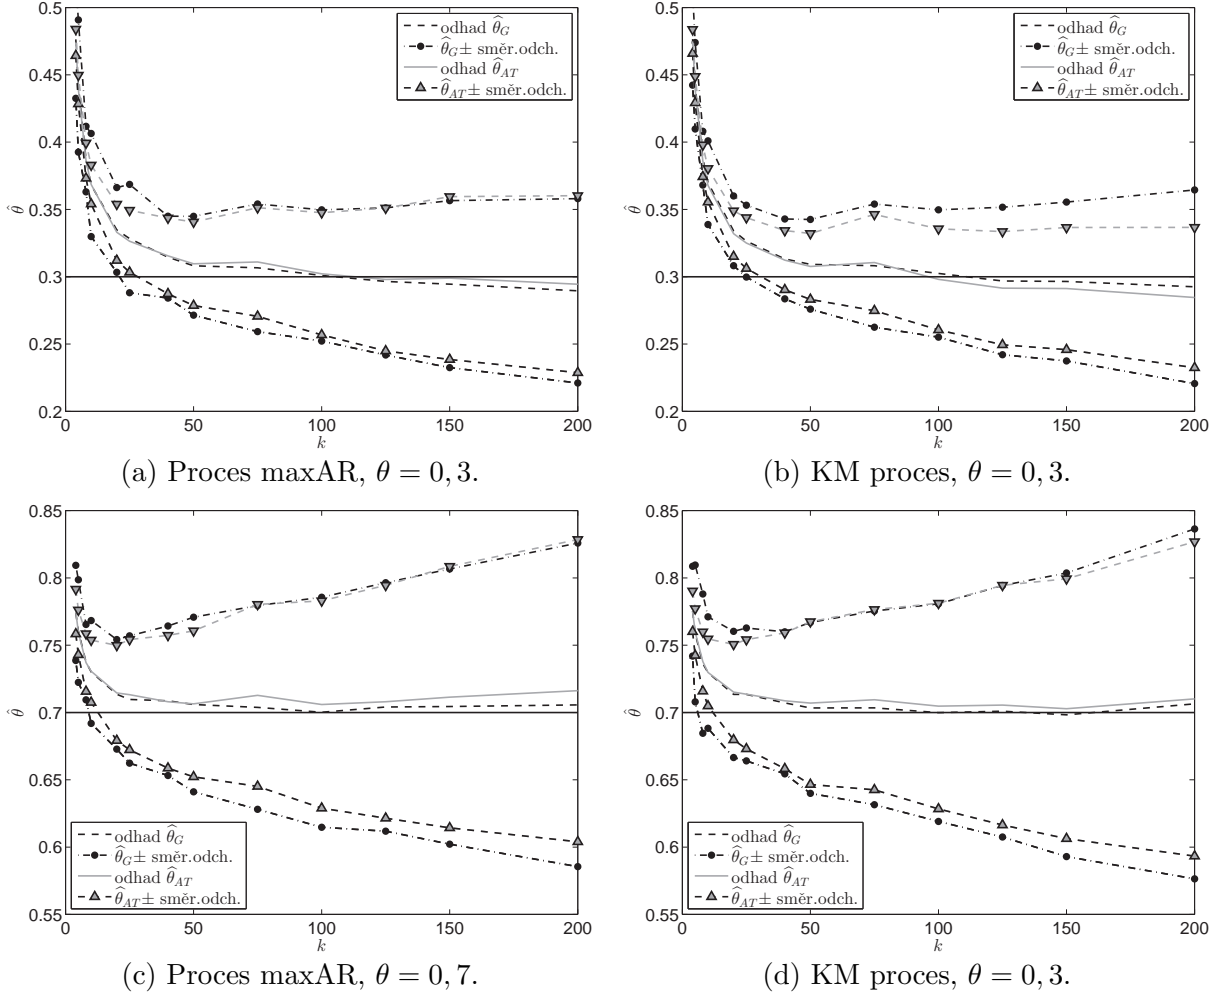 0.5
0.45
0.4
0.35
0.3
0.25
0.2
θ̂
0 50 100 150 200
k
odhad θ̂_G
θ̂_G ± směr.odch.
odhad θ̂_AT
θ̂_AT ± směr.odch.
(a) Proces maxAR, θ = 0, 3.
0.5
0.45
0.4
0.35
0.3
0.25
0.2
θ̂
0 50 100 150 200
k
odhad θ̂_G
θ̂_G ± směr.odch.
odhad θ̂_AT
θ̂_AT ± směr.odch.
(b) KM proces, θ = 0, 3.
0.85
0.8
0.75
0.7
0.65
0.6
0.55
θ̂
0 50 100 150 200
k
odhad θ̂_G
θ̂_G ± směr.odch.
odhad θ̂_AT
θ̂_AT ± směr.odch.
(c) Proces maxAR, θ = 0, 7.
0.85
0.8
0.75
0.7
0.65
0.6
0.55
θ̂
0 50 100 150 200
k
odhad θ̂_G
θ̂_G ± směr.odch.
odhad θ̂_AT
θ̂_AT ± směr.odch.
(d) KM proces, θ = 0, 3.